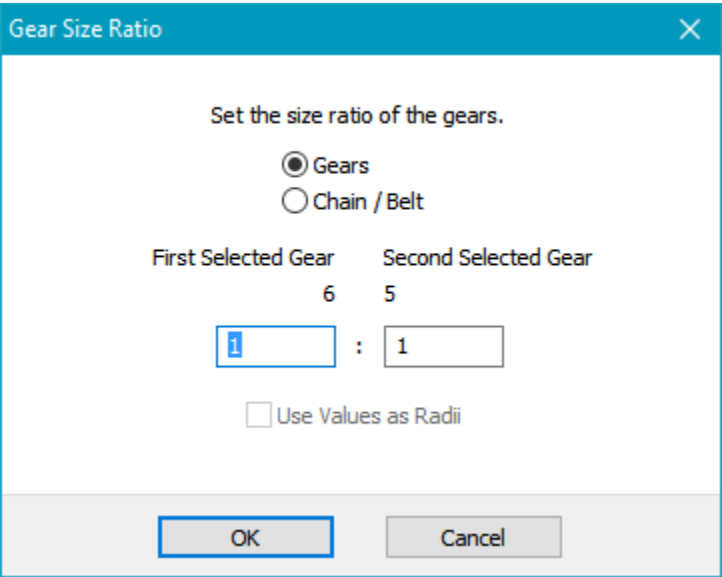 Gear Size Ratio
Set the size ratio of the gears.
Gears
Chain / Belt
First Selected Gear Second Selected Gear
6 5
1 : 1
Use Values as Radii
OK Cancel